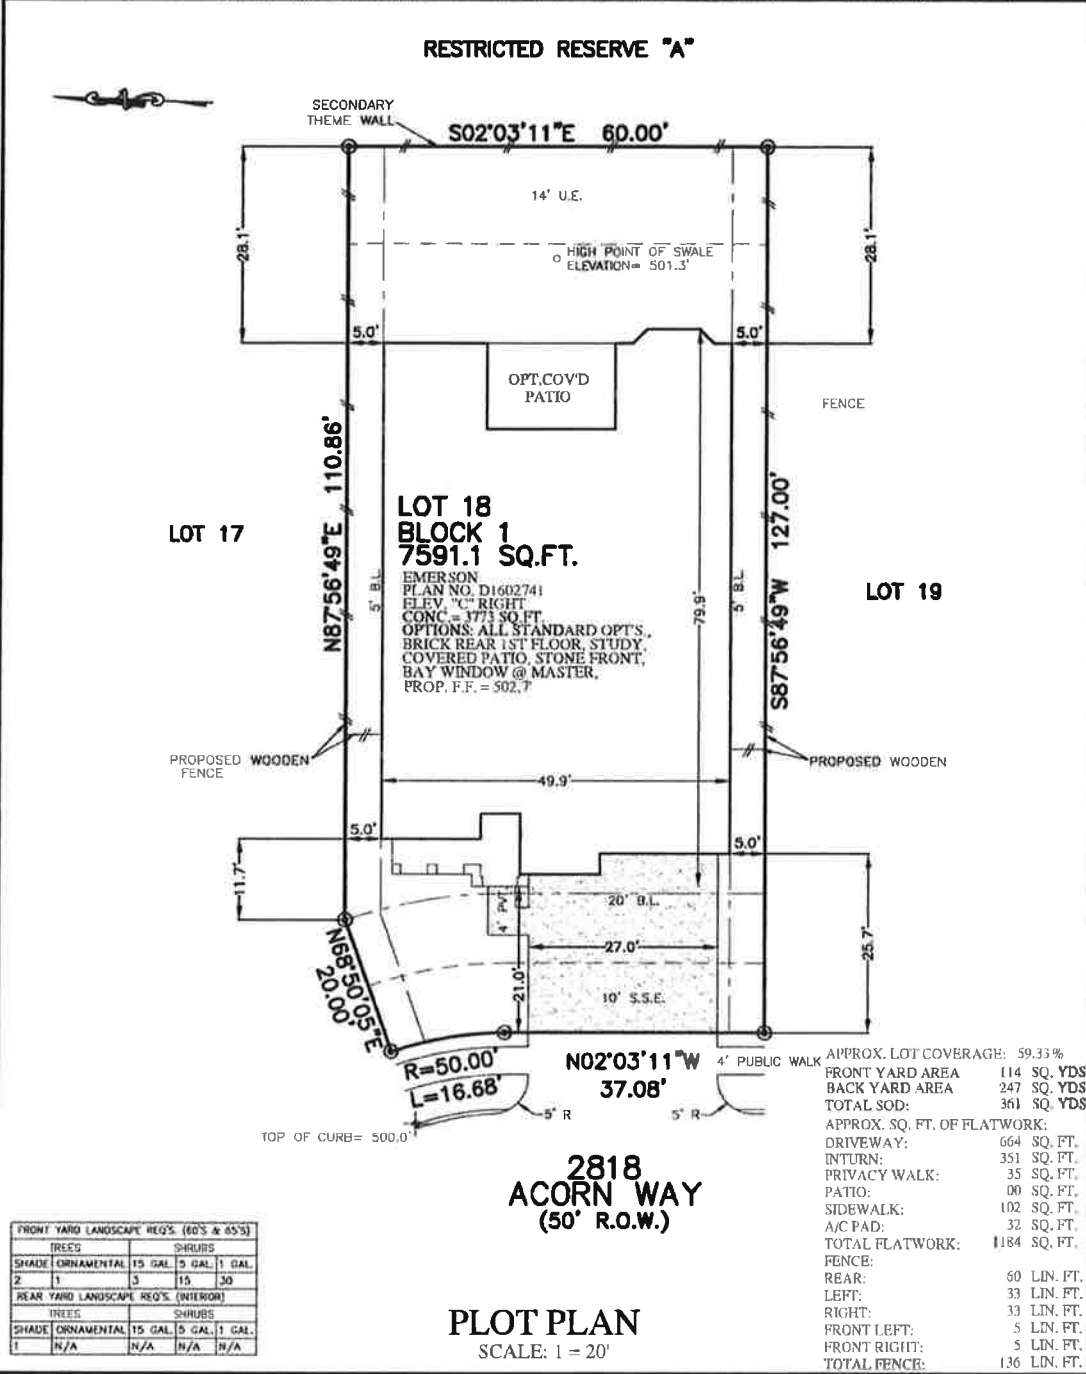 RESTRICTED RESERVE "A"
SECONDARY
THEME WALL
S02°03'11"E 60.00'
14' U.E.
HIGH POINT OF SWALE
ELEVATION= 501.3'
28.1'
28.1'
5.0'
5.0'
OPT.COV'D
PATIO
FENCE
N87°56'49"E 110.86'
S87°56'49"W 127.00'
LOT 17
LOT 18
BLOCK 1
7591.1 SQ.FT.
EMERSON
PLAN NO. D1602741
ELEV. "C" RIGHT
CONC.= 3773 SQ.FT.
OPTIONS: ALL STANDARD OPT'S.,
BRICK REAR 1ST FLOOR, STUDY,
COVERED PATIO, STONE FRONT,
BAY WINDOW @ MASTER,
PROP. F.F. = 502.7'
5' B.L.
79.9'
5' B.L.
LOT 19
PROPOSED WOODEN
FENCE
PROPOSED WOODEN
49.9'
5.0'
5.0'
11.7'
25.7'
4' PVT.
20' B.L.
27.0'
21.0'
10' S.S.E.
N68°50'05"E
20.00'
R=50.00'
L=16.68'
N02°03'11"W
37.08'
4' PUBLIC WALK
5' R
5' R
TOP OF CURB= 500.0'
2818
ACORN WAY
(50' R.O.W.)
APPROX. LOT COVERAGE: 59.33%
FRONT YARD AREA 114 SQ. YDS
BACK YARD AREA 247 SQ. YDS
TOTAL SOD: 361 SQ. YDS
APPROX. SQ. FT. OF FLATWORK:
DRIVEWAY: 664 SQ. FT.
INTURN: 351 SQ. FT.
PRIVACY WALK: 35 SQ. FT.
PATIO: 00 SQ. FT.
SIDEWALK: 102 SQ. FT.
A/C PAD: 32 SQ. FT.
TOTAL FLATWORK: 1184 SQ. FT.
FENCE:
REAR: 60 LIN. FT.
LEFT: 33 LIN. FT.
RIGHT: 33 LIN. FT.
FRONT LEFT: 5 LIN. FT.
FRONT RIGHT: 5 LIN. FT.
TOTAL FENCE: 136 LIN. FT.
FRONT YARD LANDSCAPE REQ'S. (60'S & 65'S)
TREES SHRUBS
SHADE ORNAMENTAL 15 GAL. 5 GAL. 1 GAL.
2 1 3 15 30
REAR YARD LANDSCAPE REQ'S. (INTERIOR)
TREES SHRUBS
SHADE ORNAMENTAL 15 GAL. 5 GAL. 1 GAL.
1 N/A N/A N/A N/A
PLOT PLAN
SCALE: 1 = 20'